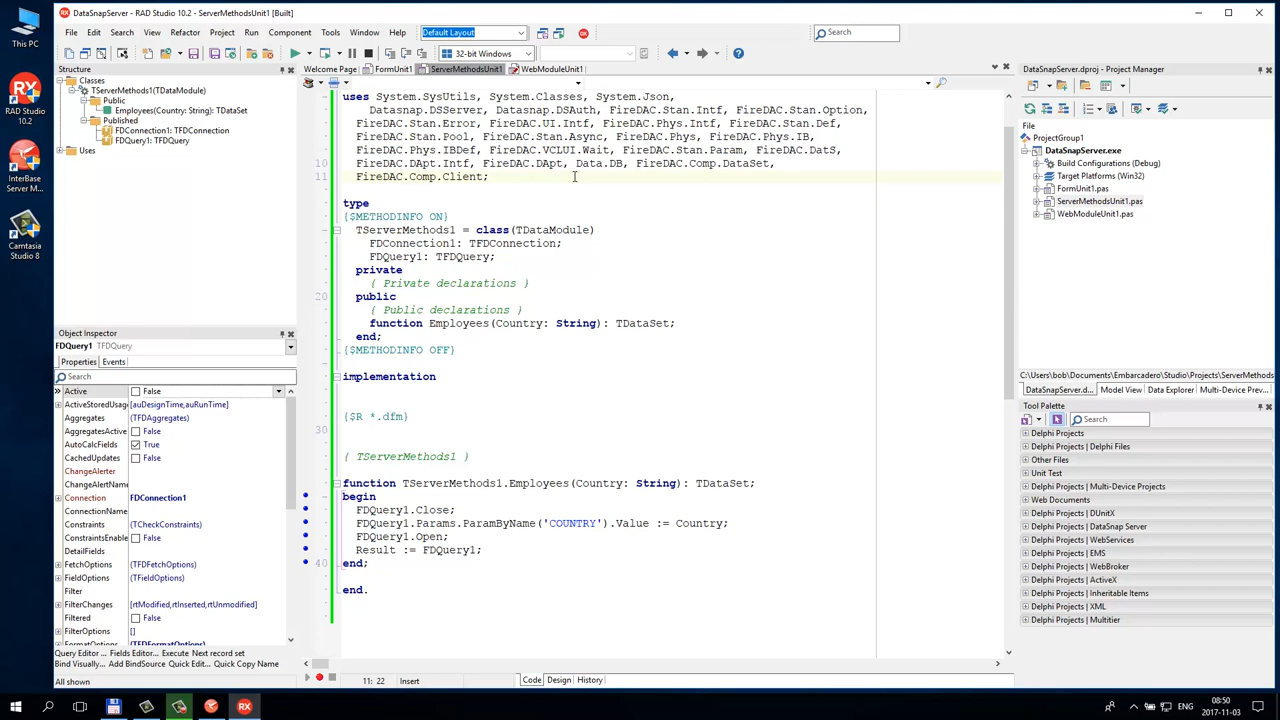 This PC
RAD Studio 10.2
InterBase Server ...
Camtasia Studio 8
DataSnapServer - RAD Studio 10.2 - ServerMethodsUnit1 [Built]
File Edit Search View Refactor Project Run Component Tools Window Help
Default Layout
Search
32-bit Windows
Structure
Classes
TServerMethods1(TDataModule)
Public
Employees(Country: String): TDataSet
Published
FDConnection1: TFDConnection
FDQuery1: TFDQuery
Uses
Object Inspector
FDQuery1 TFDQuery
Properties Events
Search
Active False
ActiveStoredUsage [auDesignTime,auRunTime]
Aggregates (TFDAggregates)
AggregatesActive False
AutoCalcFields True
CachedUpdates False
ChangeAlerter
ChangeAlertName
Connection FDConnection1
ConnectionName
Constraints (TCheckConstraints)
ConstraintsEnabled False
DetailFields
FetchOptions (TFDFetchOptions)
FieldOptions (TFieldOptions)
Filter
FilterChanges [rtModified,rtInserted,rtUnmodified]
Filtered False
FilterOptions []
FormatOptions (TFDFormatOptions)
Query Editor ... Fields Editor ... Execute Next record set
Bind Visually... Add BindSource Quick Edit... Quick Copy Name
All shown
Welcome Page FormUnit1 ServerMethodsUnit1 WebModuleUnit1
uses System.SysUtils, System.Classes, System.Json,
Datasnap.DSServer, Datasnap.DSAuth, FireDAC.Stan.Intf, FireDAC.Stan.Option,
FireDAC.Stan.Error, FireDAC.UI.Intf, FireDAC.Phys.Intf, FireDAC.Stan.Def,
FireDAC.Stan.Pool, FireDAC.Stan.Async, FireDAC.Phys, FireDAC.Phys.IB,
FireDAC.Phys.IBDef, FireDAC.VCLUI.Wait, FireDAC.Stan.Param, FireDAC.DatS,
10 FireDAC.DApt.Intf, FireDAC.DApt, Data.DB, FireDAC.Comp.DataSet,
11 FireDAC.Comp.Client;
type
{$METHODINFO ON}
TServerMethods1 = class(TDataModule)
FDConnection1: TFDConnection;
FDQuery1: TFDQuery;
private
{ Private declarations }
20 public
{ Public declarations }
function Employees(Country: String): TDataSet;
end;
{$METHODINFO OFF}
implementation
{$R *.dfm}
30
{ TServerMethods1 }
function TServerMethods1.Employees(Country: String): TDataSet;
begin
FDQuery1.Close;
FDQuery1.Params.ParamByName('COUNTRY').Value := Country;
FDQuery1.Open;
Result := FDQuery1;
40 end;
end.
11: 22 Insert
Code Design History
DataSnapServer.dproj - Project Manager
File
ProjectGroup1
DataSnapServer.exe
Build Configurations (Debug)
Target Platforms (Win32)
FormUnit1.pas
ServerMethodsUnit1.pas
WebModuleUnit1.pas
C:\Users\bob\Documents\Embarcadero\Studio\Projects\ServerMethods
DataSnapServer.d... Model View Data Explorer Multi-Device Prev...
Tool Palette
Search
Delphi Projects
Delphi Projects | Delphi Files
Other Files
Unit Test
Delphi Projects | Multi-Device Projects
Web Documents
Delphi Projects | DUnitX
Delphi Projects | DataSnap Server
Delphi Projects | WebServices
Delphi Projects | EMS
Delphi Projects | WebBroker
Delphi Projects | ActiveX
Delphi Projects | Inheritable Items
Delphi Projects | XML
Delphi Projects | Multitier
ENG
08:50
2017-11-03